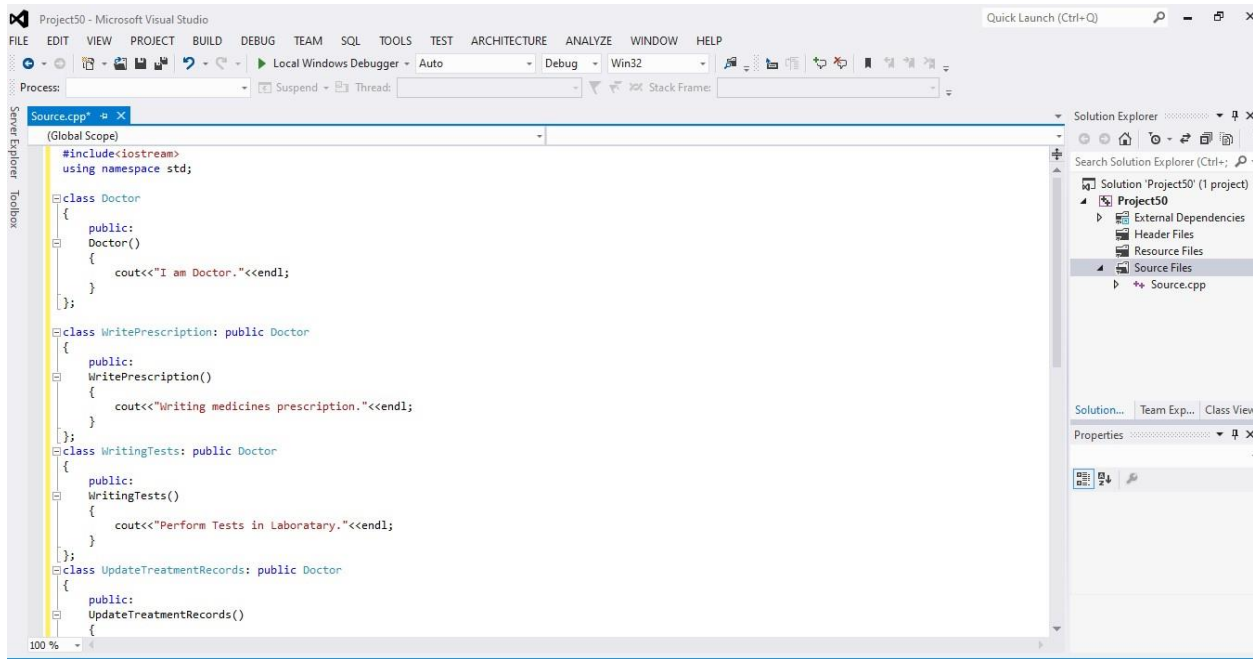 Project50 - Microsoft Visual Studio
Quick Launch (Ctrl+Q)
FILE EDIT VIEW PROJECT BUILD DEBUG TEAM SQL TOOLS TEST ARCHITECTURE ANALYZE WINDOW HELP
Local Windows Debugger Auto Debug Win32
Process: Suspend Thread: Stack Frame:
Server Explorer
Toolbox
Source.cpp*
(Global Scope)
#include<iostream>
using namespace std;
class Doctor
{
public:
Doctor()
{
cout<<"I am Doctor."<<endl;
}
};
class WritePrescription: public Doctor
{
public:
WritePrescription()
{
cout<<"Writing medicines prescription."<<endl;
}
};
class WritingTests: public Doctor
{
public:
WritingTests()
{
cout<<"Perform Tests in Laboratary."<<endl;
}
};
class UpdateTreatmentRecords: public Doctor
{
public:
UpdateTreatmentRecords()
{
100 %
Solution Explorer
Search Solution Explorer (Ctrl+;
Solution 'Project50' (1 project)
Project50
External Dependencies
Header Files
Resource Files
Source Files
Source.cpp
Solution... Team Exp... Class View
Properties